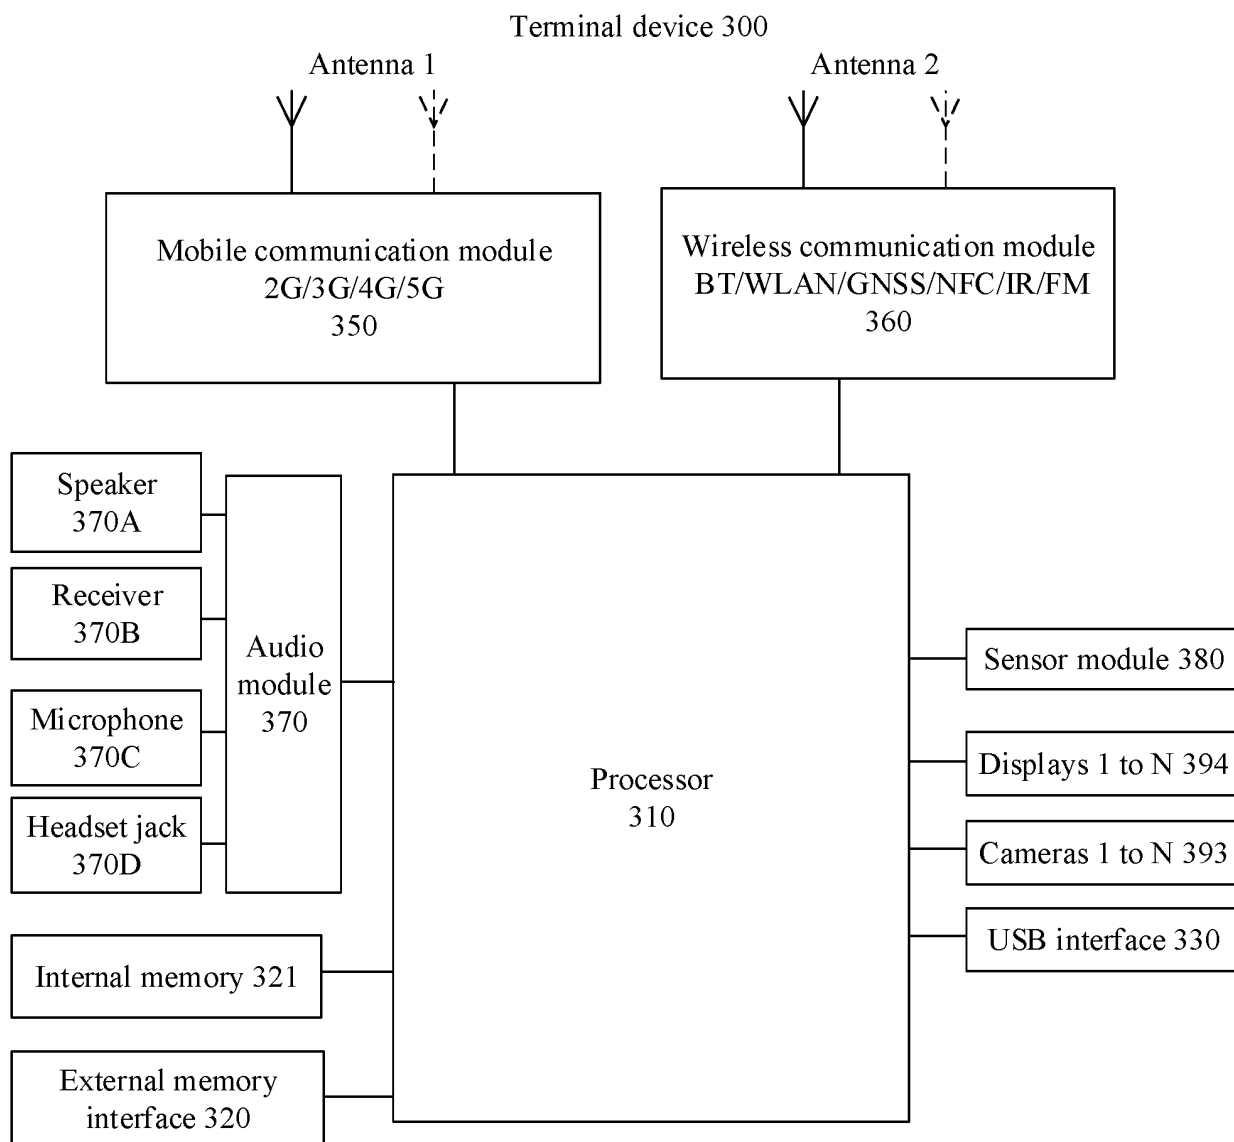 Terminal device 300
Antenna 1
Antenna 2
Mobile communication module
2G/3G/4G/5G
350
Wireless communication module
BT/WLAN/GNSS/NFC/IR/FM
360
Speaker
370A
Receiver
370B
Microphone
370C
Headset jack
370D
Audio
module
370
Internal memory 321
External memory
interface 320
Processor
310
Sensor module 380
Displays 1 to N 394
Cameras 1 to N 393
USB interface 330